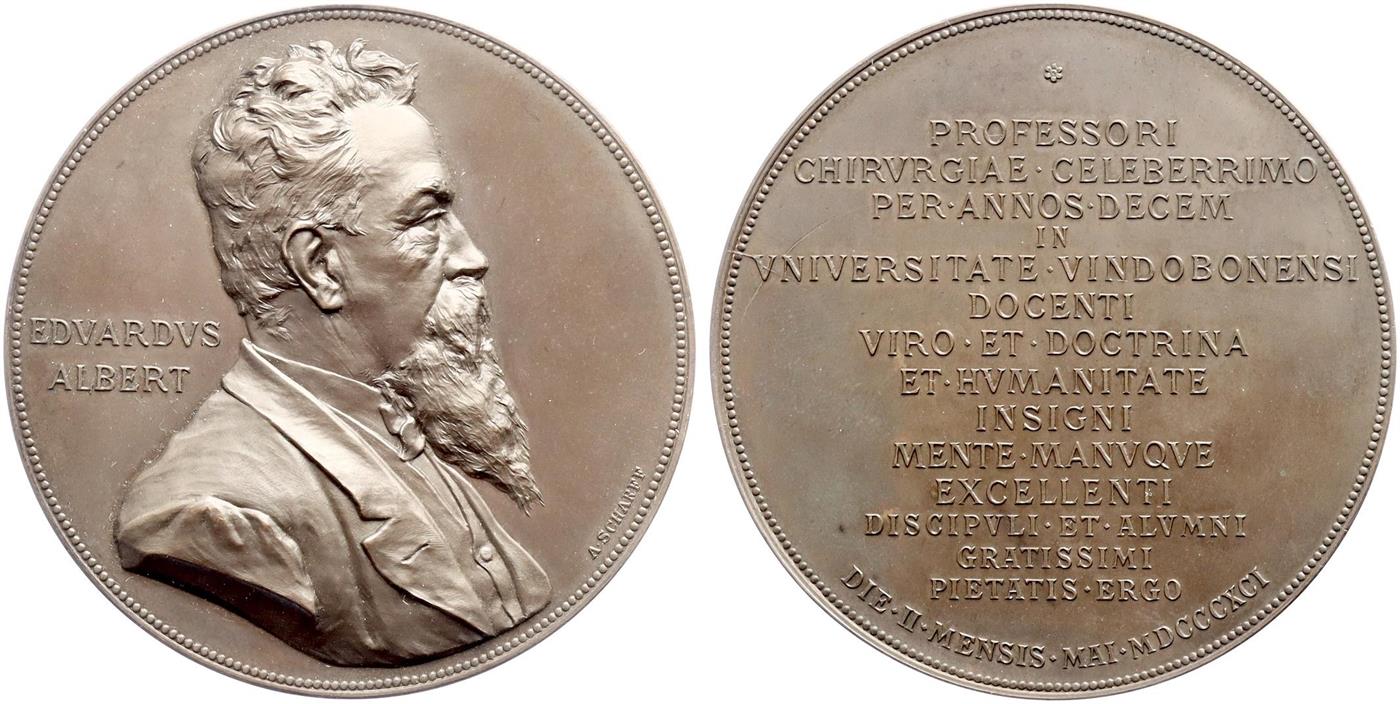 EDVARDVS
ALBERT
A·SCHARFF
PROFESSORI
CHIRVRGIAE·CELEBERRIMO
PER·ANNOS·DECEM
IN
VNIVERSITATE·VINDOBONENSI
DOCENTI
VIRO·ET·DOCTRINA
ET·HVMANITATE
INSIGNI
MENTE·MANVQVE
EXCELLENTI
DISCIPVLI·ET·ALVMNI
GRATISSIMI
PIETATIS·ERGO
DIE·II·MENSIS·MAI·MDCCCXCI